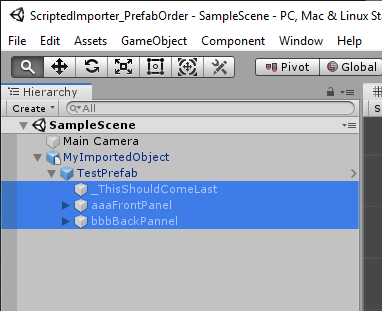 ScriptedImporter_PrefabOrder - SampleScene - PC, Mac & Linux St
File Edit Assets GameObject Component Window Help
Pivot Global
Hierarchy
Create All S
SampleScene
Main Camera
MyImportedObject
TestPrefab
_ThisShouldComeLast
aaaFrontPanel
bbbBackPannel